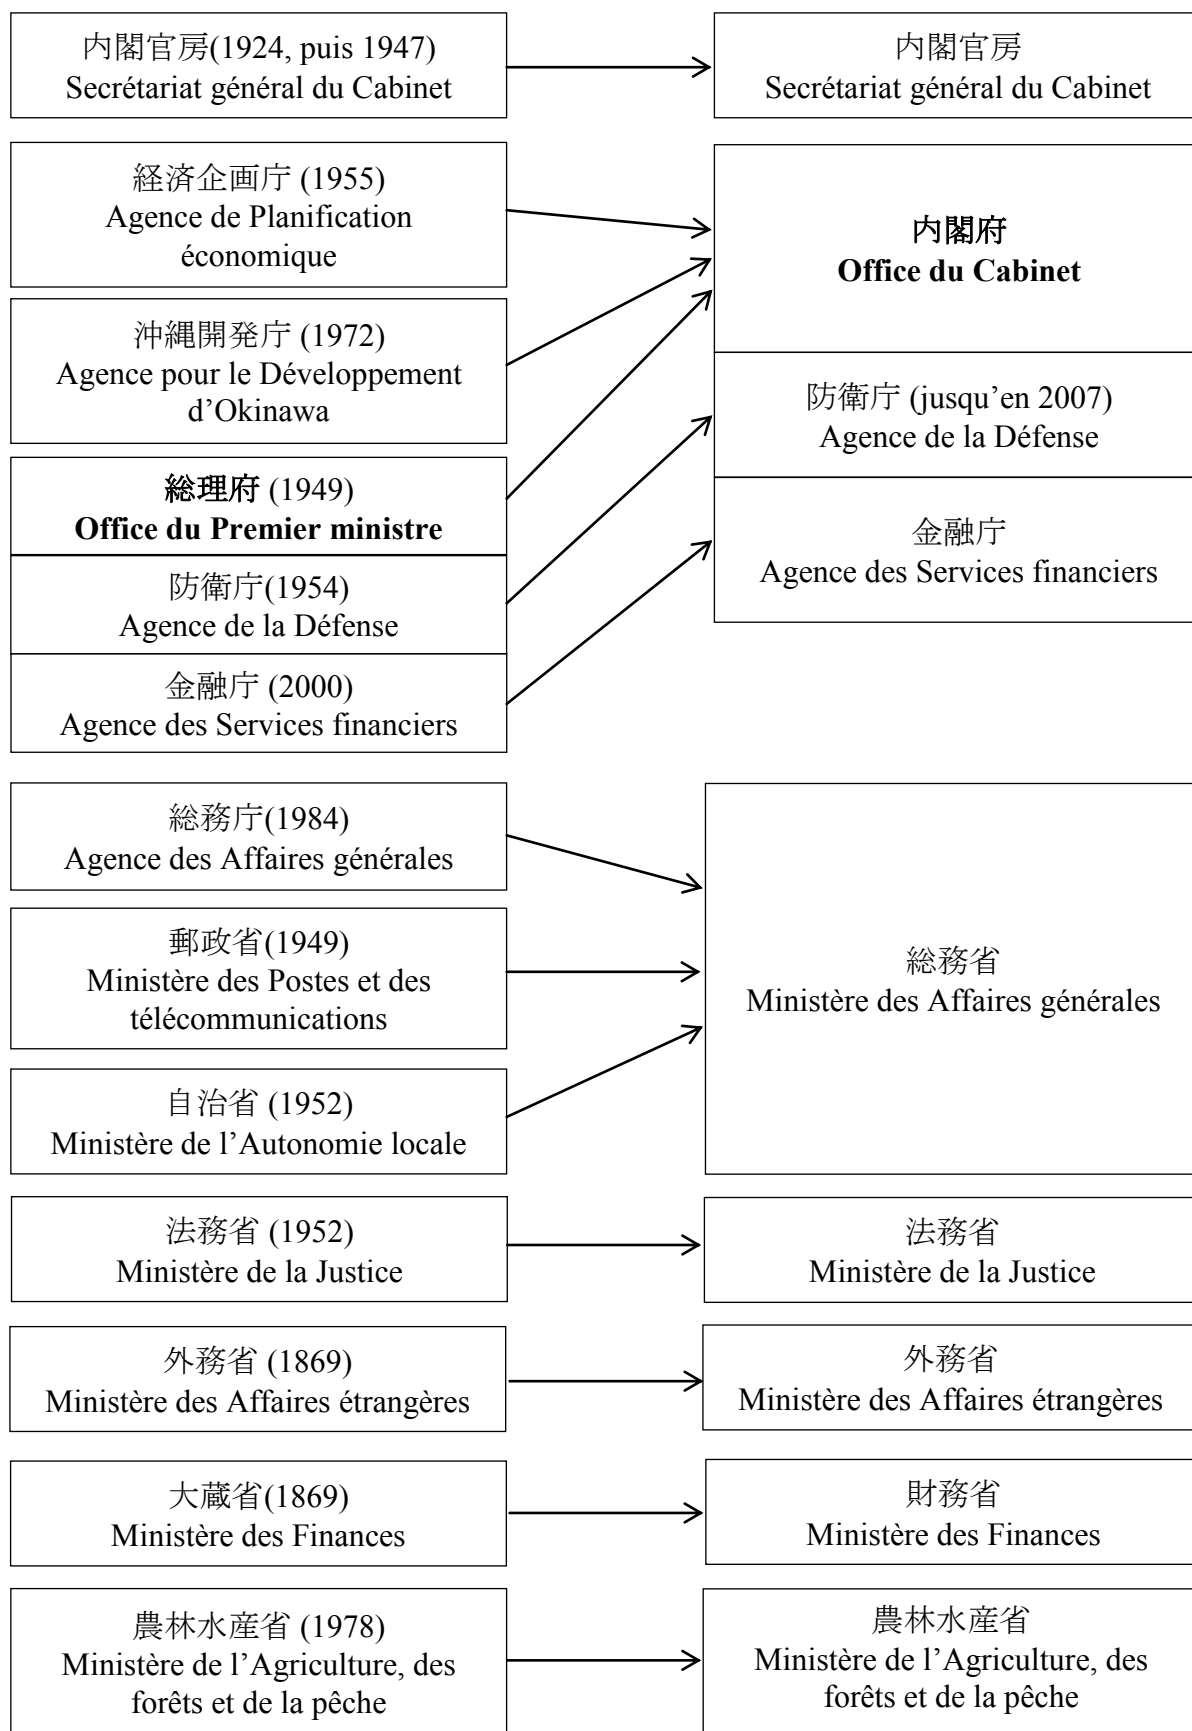 内閣官房(1924, puis 1947)
Secrétariat général du Cabinet
内閣官房
Secrétariat général du Cabinet
経済企画庁 (1955)
Agence de Planification
économique
沖縄開発庁 (1972)
Agence pour le Développement
d’Okinawa
総理府 (1949)
Office du Premier ministre
防衛庁(1954)
Agence de la Défense
金融庁 (2000)
Agence des Services financiers
内閣府
Office du Cabinet
防衛庁 (jusqu’en 2007)
Agence de la Défense
金融庁
Agence des Services financiers
総務庁(1984)
Agence des Affaires générales
郵政省(1949)
Ministère des Postes et des
télécommunications
自治省 (1952)
Ministère de l’Autonomie locale
総務省
Ministère des Affaires générales
法務省 (1952)
Ministère de la Justice
法務省
Ministère de la Justice
外務省 (1869)
Ministère des Affaires étrangères
外務省
Ministère des Affaires étrangères
大蔵省(1869)
Ministère des Finances
財務省
Ministère des Finances
農林水産省 (1978)
Ministère de l’Agriculture, des
forêts et de la pêche
農林水産省
Ministère de l’Agriculture, des
forêts et de la pêche